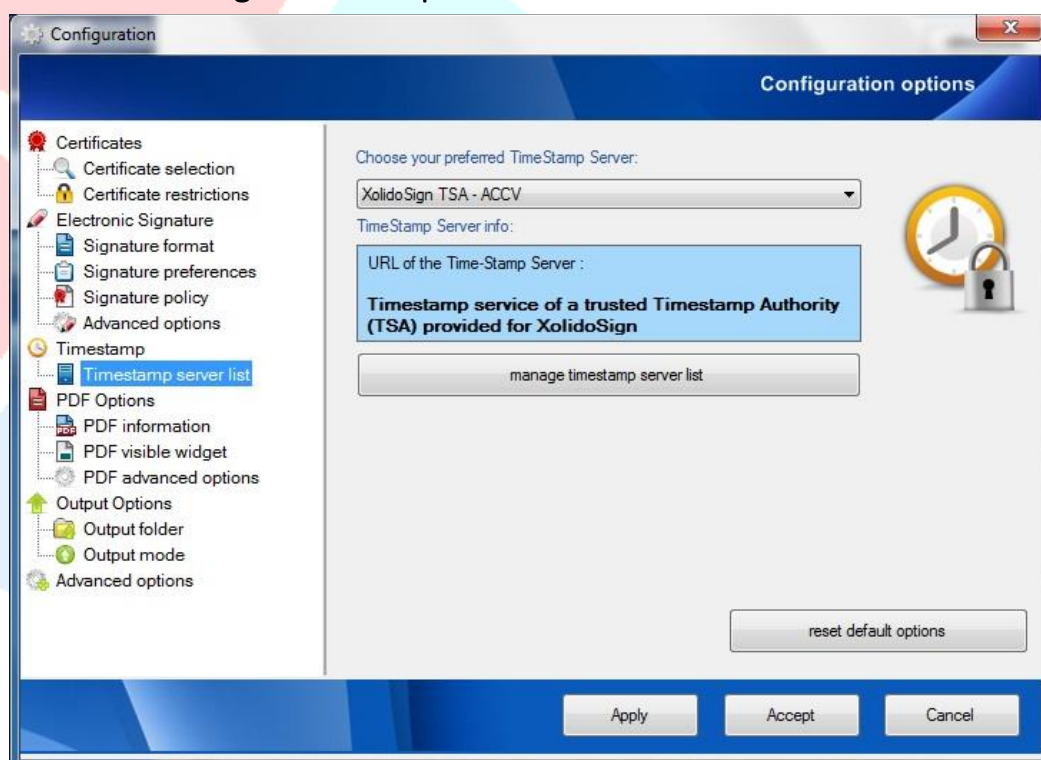 Configuration
Configuration options
Certificates
Certificate selection
Certificate restrictions
Electronic Signature
Signature format
Signature preferences
Signature policy
Advanced options
Timestamp
Timestamp server list
PDF Options
PDF information
PDF visible widget
PDF advanced options
Output Options
Output folder
Output mode
Advanced options
Choose your preferred TimeStamp Server:
XolidoSign TSA - ACCV
TimeStamp Server info:
URL of the Time-Stamp Server :
Timestamp service of a trusted Timestamp Authority
(TSA) provided for XolidoSign
manage timestamp server list
reset default options
Apply
Accept
Cancel